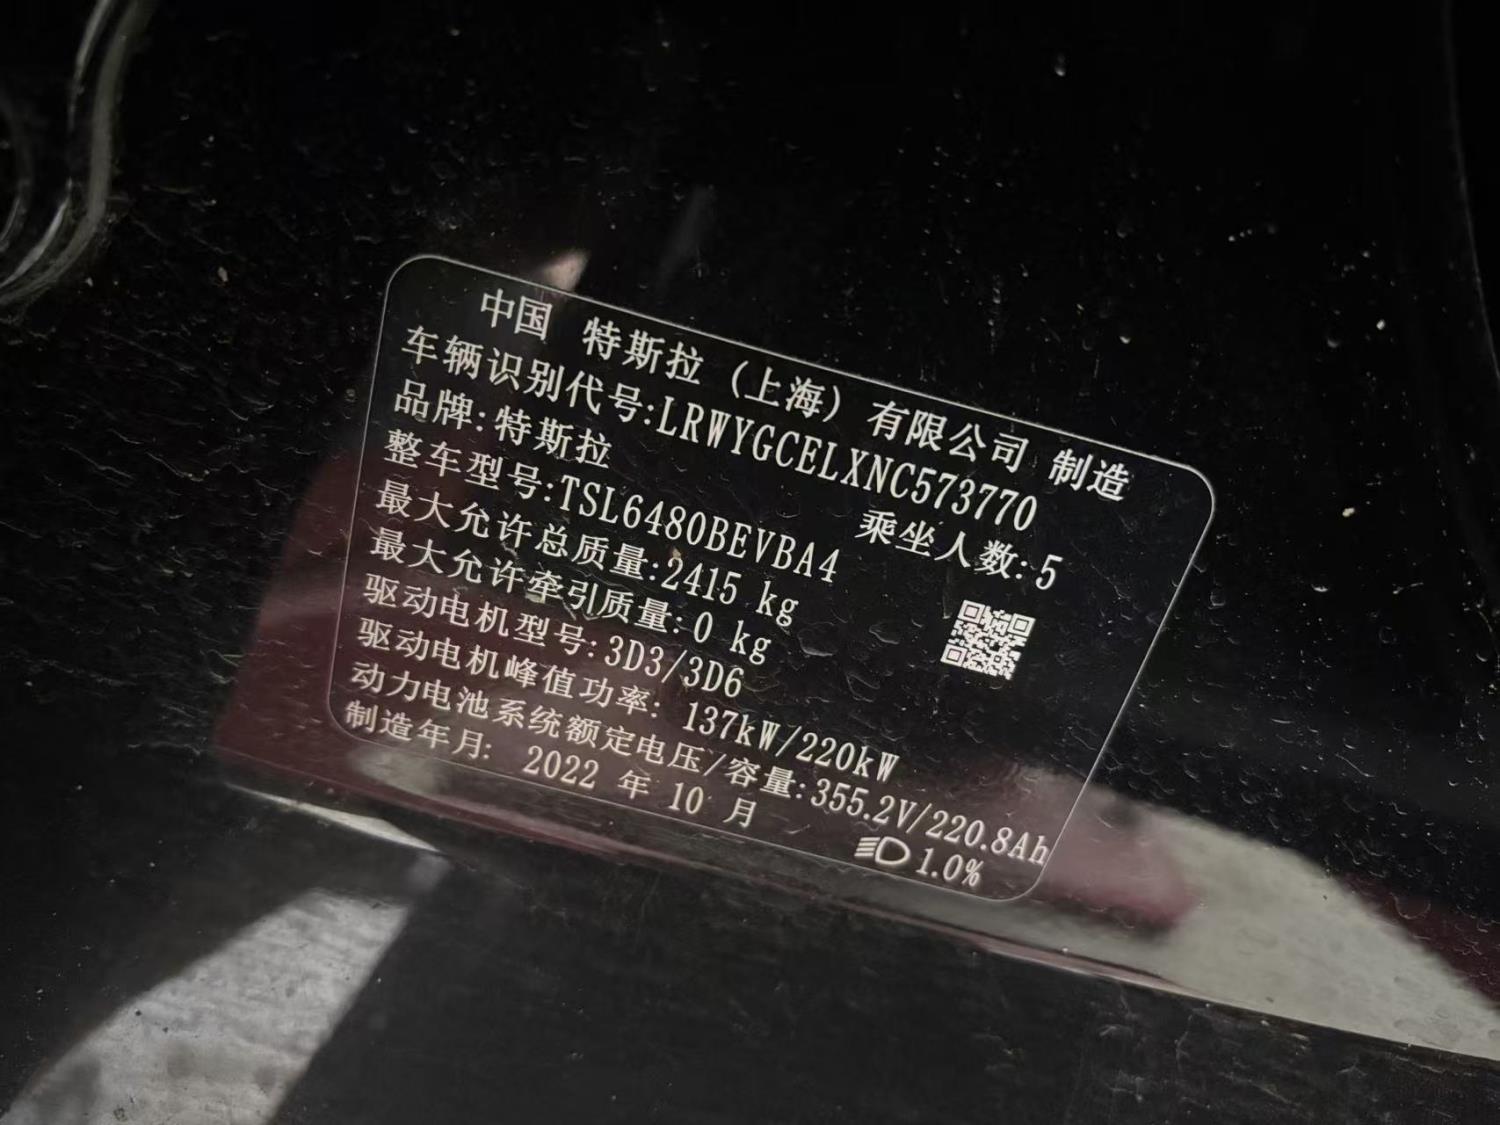 中国 特斯拉（上海）有限公司 制造
车辆识别代号:LRWYGCELXNC573770
品牌:特斯拉 乘坐人数:5
整车型号:TSL6480BEVBA4
最大允许总质量:2415 kg
最大允许牵引质量:0 kg
驱动电机型号:3D3/3D6
驱动电机峰值功率: 137kW/220kW
动力电池系统额定电压/容量:355.2V/220.8Ah
制造年月: 2022 年 10 月
1.0%